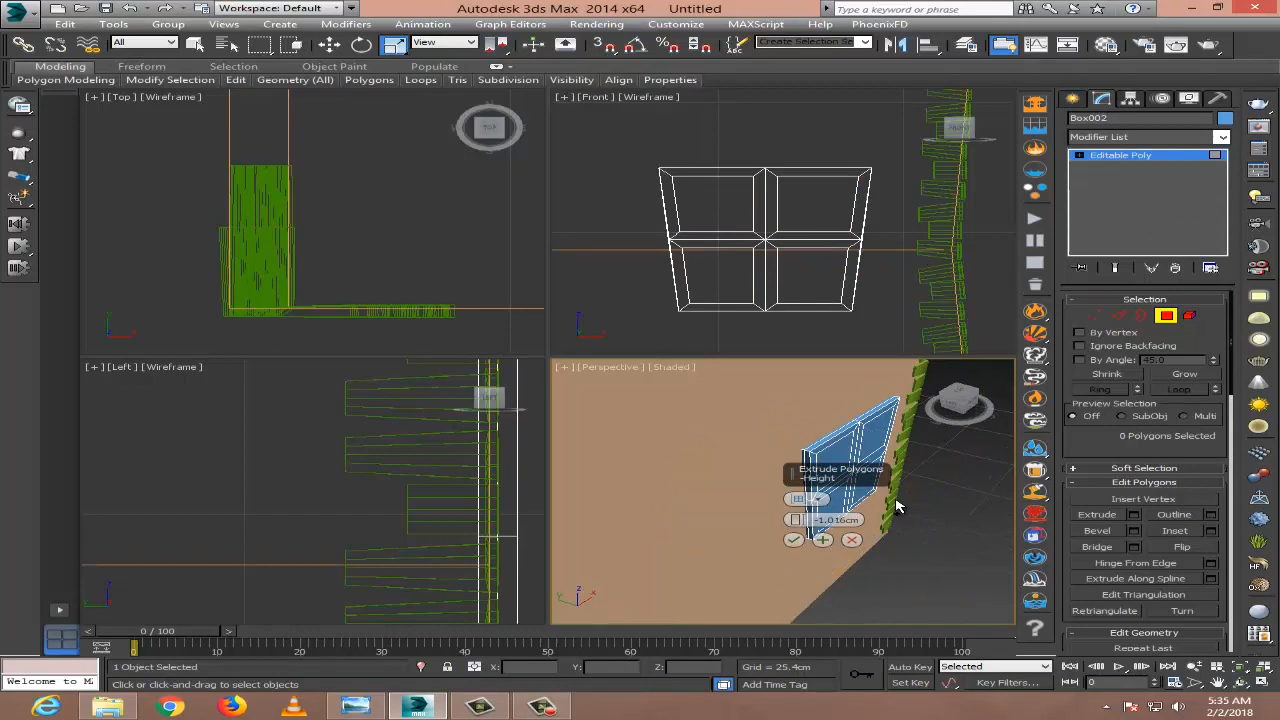 Workspace: Default
Autodesk 3ds Max 2014 x64 Untitled
Type a keyword or phrase
Edit Tools Group Views Create Modifiers Animation Graph Editors Rendering Customize MAXScript Help PhoenixFD
All View Create Selection Se
Modeling Freeform Selection Object Paint Populate
Polygon Modeling Modify Selection Edit Geometry (All) Polygons Loops Tris Subdivision Visibility Align Properties
[+] [Top] [Wireframe]
TOP
[+] [Front] [Wireframe]
[+] [Left] [Wireframe]
[+] [Perspective] [Shaded]
Extrude Polygons
-Height
-1.016cm
Box002
Modifier List
Editable Poly
Selection
By Vertex
Ignore Backfacing
By Angle: 45.0
Shrink Grow
Ring Loop
Preview Selection
Off SubObj Multi
0 Polygons Selected
Soft Selection
Edit Polygons
Insert Vertex
Extrude Outline
Bevel Inset
Bridge Flip
Hinge From Edge
Extrude Along Spline
Edit Triangulation
Retriangulate Turn
Edit Geometry
Repeat Last
0 / 100
0 10 20 30 40 50 60 70 80 90 100
1 Object Selected X: Y: Z: Grid = 25.4cm Auto Key Selected
Welcome to M
Click or click-and-drag to select objects Add Time Tag Set Key Key Filters... 0
5:35 AM
2/2/2018